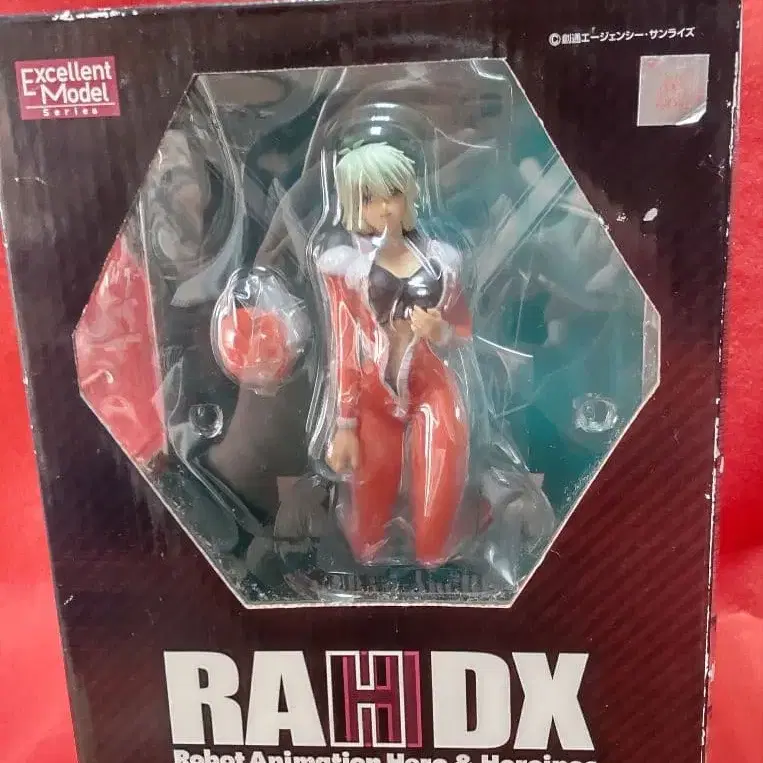 ©創通エージェンシー・サンライズ
Excellent
Model
Series
RAHDX
Robot Animation Hero & Heroines